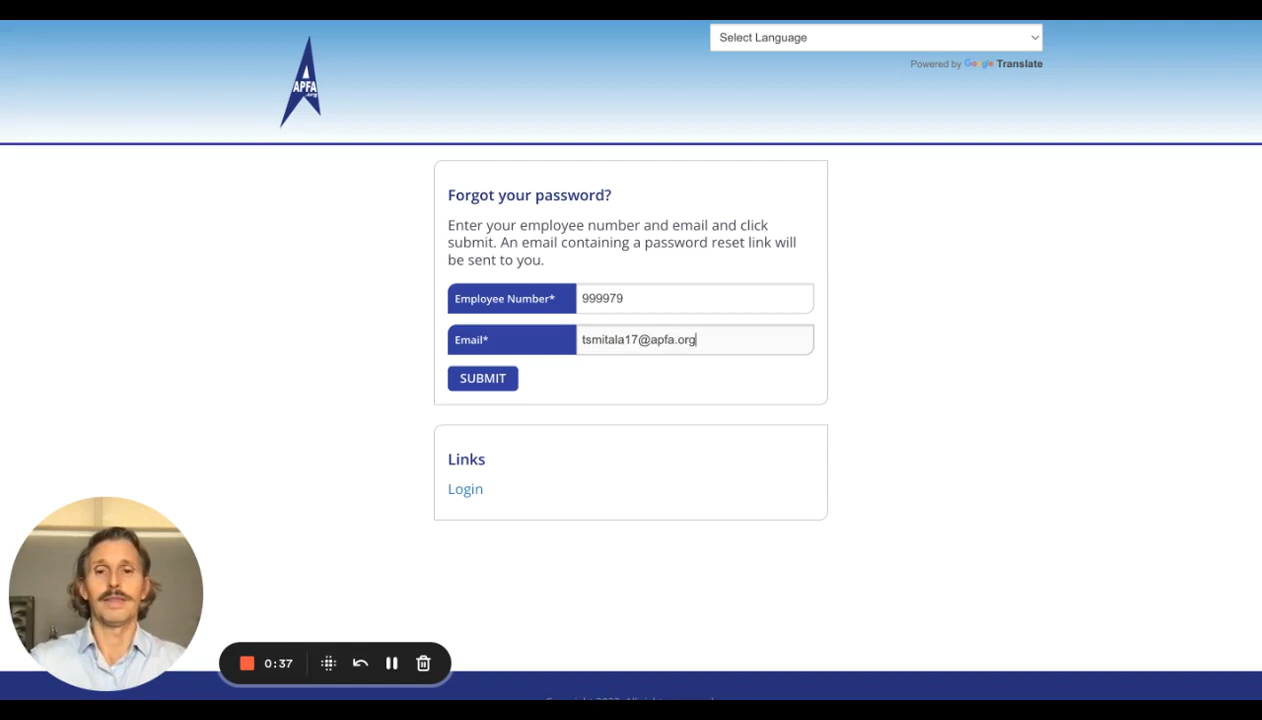 Select Language
Powered by Google Translate
APFA
.org
Forgot your password?
Enter your employee number and email and click
submit. An email containing a password reset link will
be sent to you.
Employee Number* 999979
Email* tsmitala17@apfa.org
SUBMIT
Links
Login
0:37